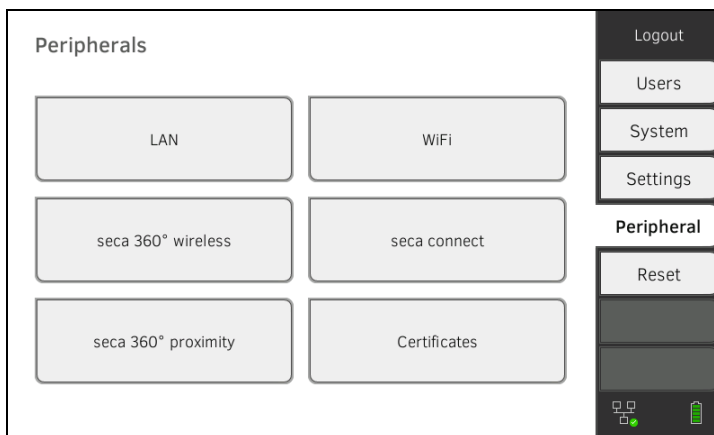 Peripherals
LAN
WiFi
seca 360° wireless
seca connect
seca 360° proximity
Certificates
Logout
Users
System
Settings
Peripheral
Reset